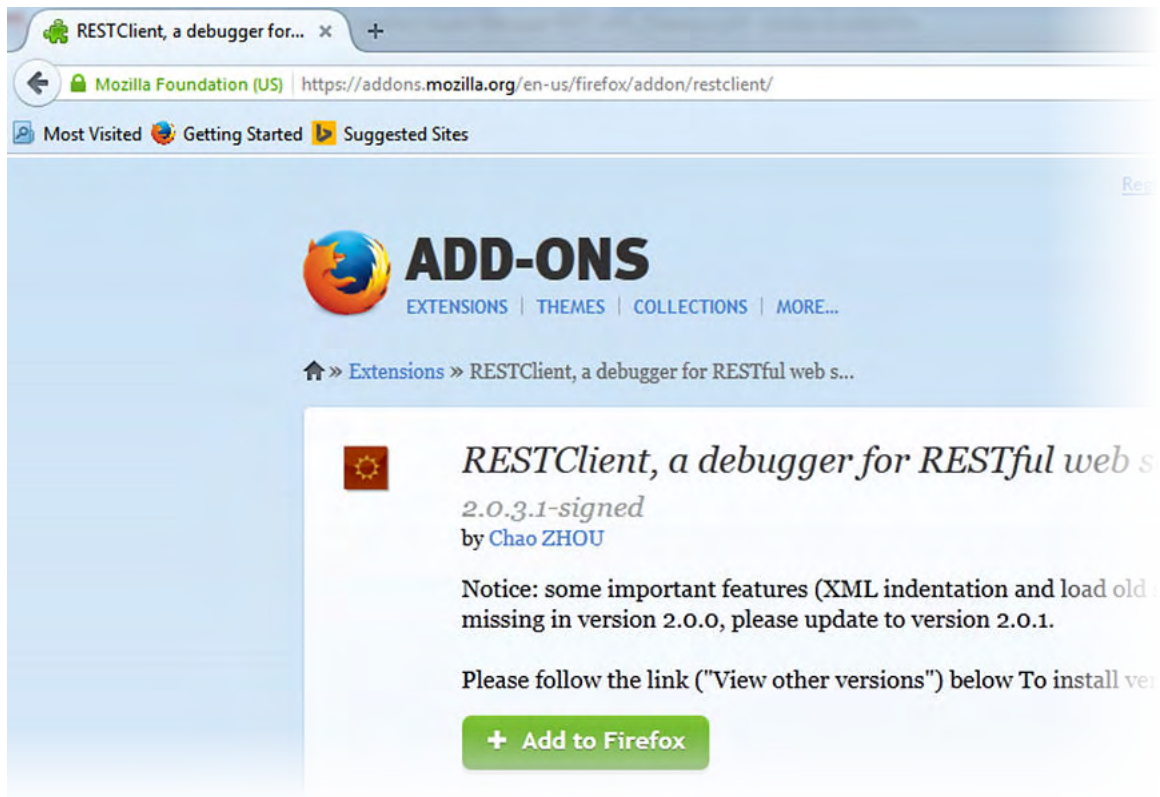 RESTClient, a debugger for... × +
Mozilla Foundation (US) https://addons.mozilla.org/en-us/firefox/addon/restclient/
Most Visited Getting Started Suggested Sites
ADD-ONS
EXTENSIONS | THEMES | COLLECTIONS | MORE...
» Extensions » RESTClient, a debugger for RESTful web s...
RESTClient, a debugger for RESTful web s
2.0.3.1-signed
by Chao ZHOU
Notice: some important features (XML indentation and load old
missing in version 2.0.0, please update to version 2.0.1.
Please follow the link ("View other versions") below To install
+ Add to Firefox